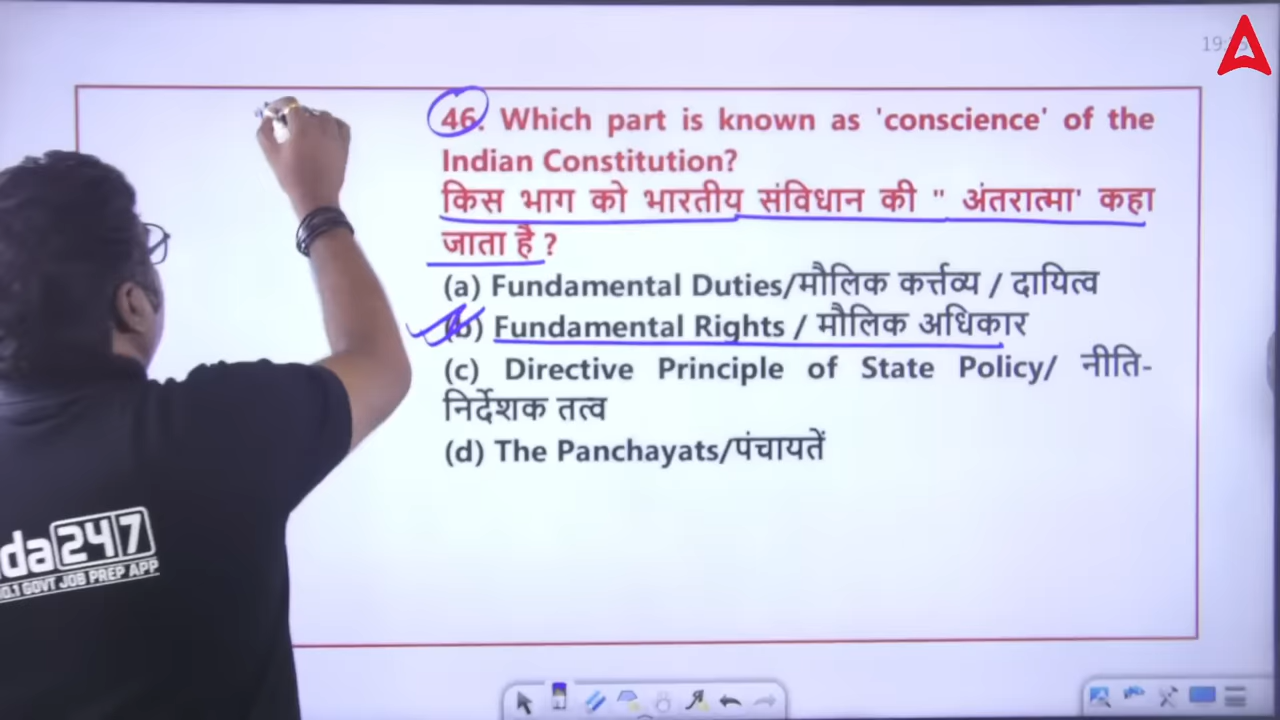 46. Which part is known as 'conscience' of the
Indian Constitution?
किस भाग को भारतीय संविधान की " अंतरात्मा' कहा
जाता है ?
(a) Fundamental Duties/मौलिक कर्त्तव्य / दायित्व
(b) Fundamental Rights / मौलिक अधिकार
(c) Directive Principle of State Policy/ नीति-
निर्देशक तत्व
(d) The Panchayats/पंचायतें
da247
GOVT JOB PREP APP